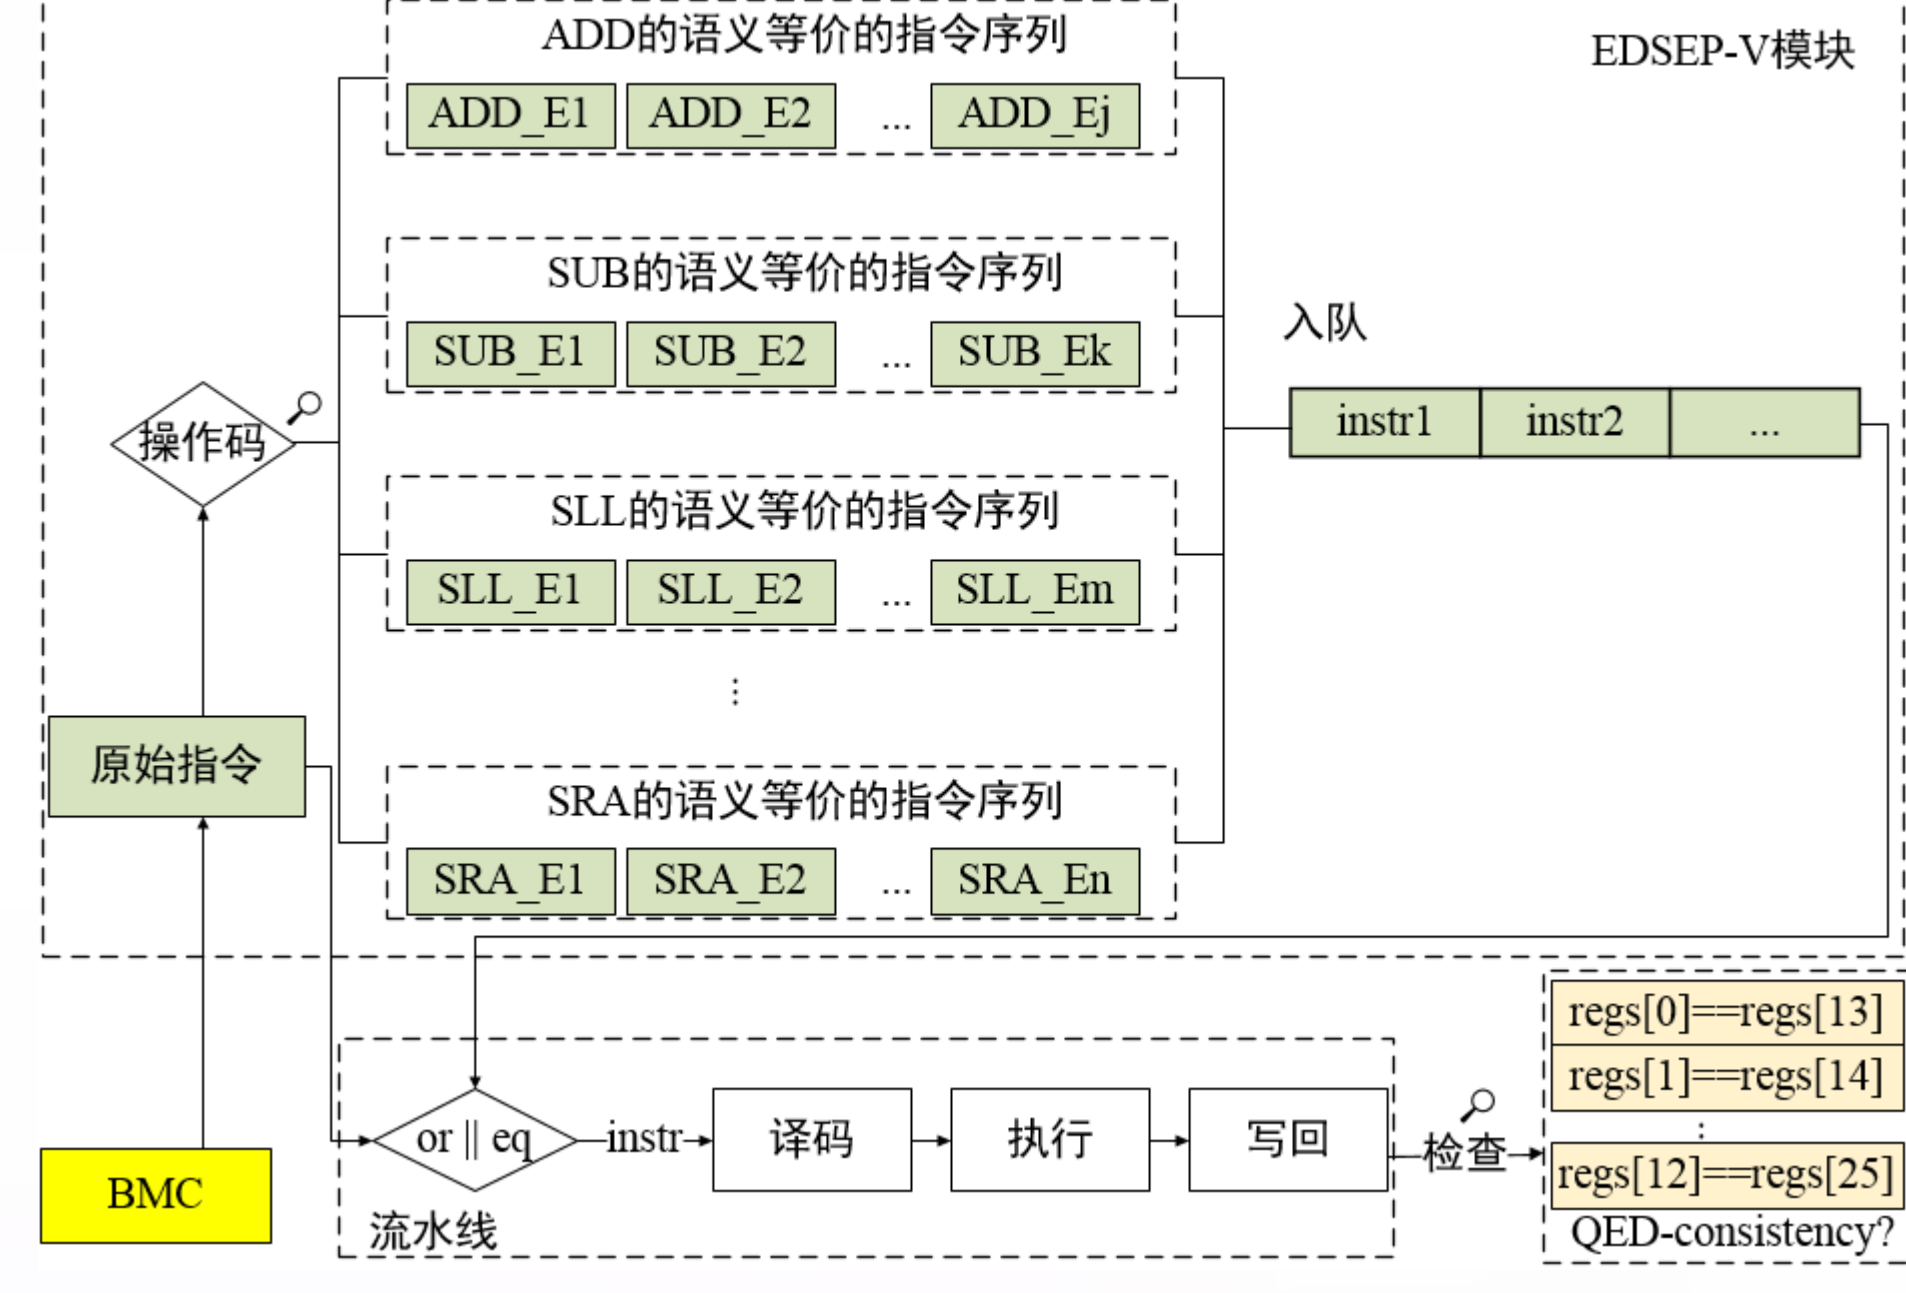 ADD的语义等价的指令序列
EDSEP-V模块
ADD_E1 ADD_E2 ... ADD_Ej
SUB的语义等价的指令序列
入队
SUB_E1 SUB_E2 ... SUB_Ek
操作码
instr1 instr2 ...
SLL的语义等价的指令序列
SLL_E1 SLL_E2 ... SLL_Em
...
原始指令
SRA的语义等价的指令序列
SRA_E1 SRA_E2 ... SRA_En
regs[0]==regs[13]
regs[1]==regs[14]
:
or || eq instr 译码 执行 写回 检查
regs[12]==regs[25]
BMC
流水线
QED-consistency?